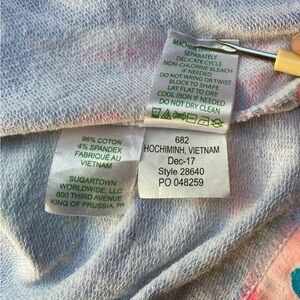 MACHINE
SEPARATELY
DELICATE CYCLE
NON-CHLORINE BLEACH
IF NEEDED
DO NOT WRING OR TWIST
BLOCK TO SHAPE
LAY FLAT TO DRY
COOL IRON IF NEEDED
DO NOT DRY CLEAN
96% COTON
4% SPANDEX
FABRIQUÉ AU
VIETNAM
SUGARTOWN
WORLDWIDE, LLC
800 THIRD AVENUE
KING OF PRUSSIA, PA
682
HOCHIMINH, VIETNAM
Dec-17
Style 28640
PO 048259